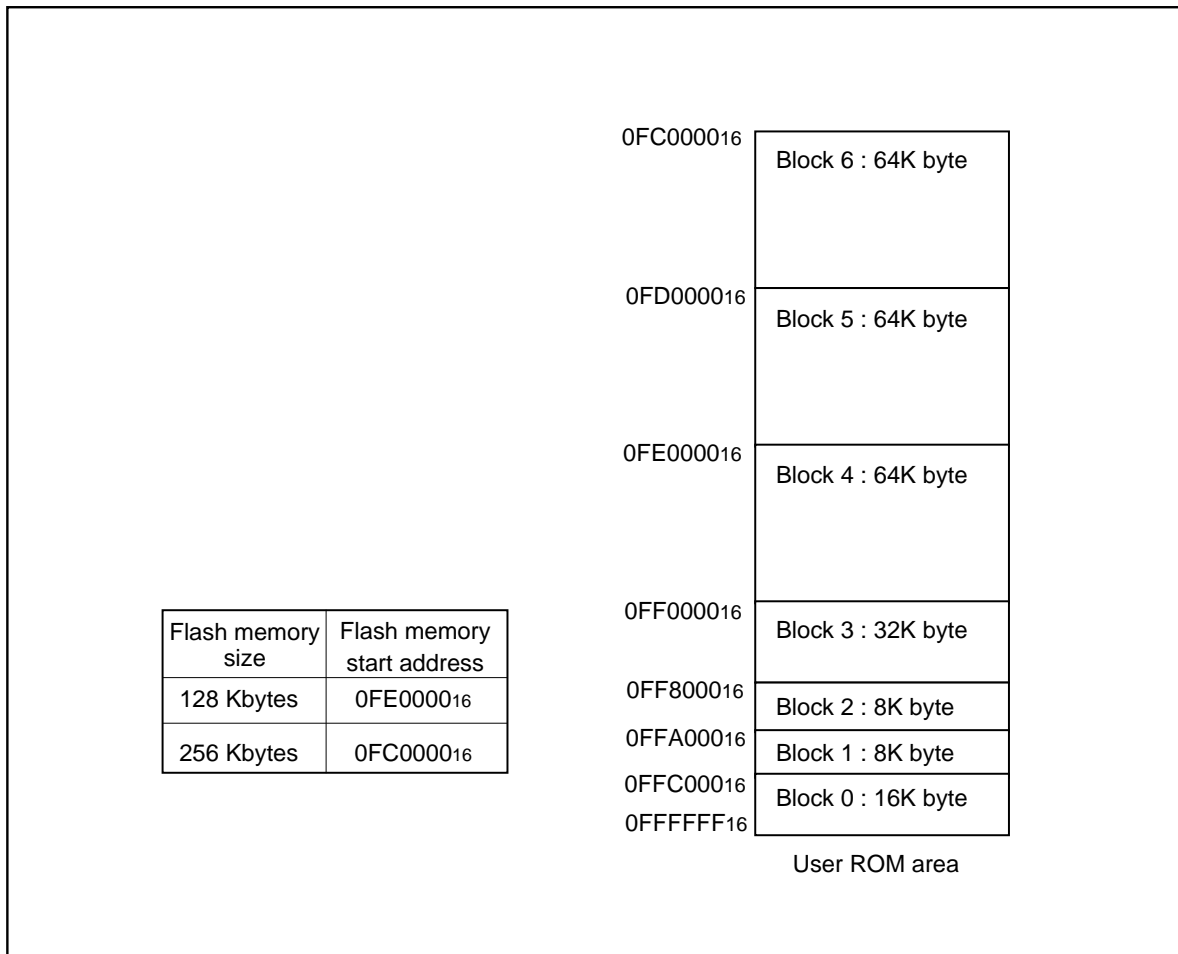 0FC000016
Block 6 : 64K byte
0FD000016
Block 5 : 64K byte
0FE000016
Block 4 : 64K byte
0FF000016
Block 3 : 32K byte
0FF800016
Block 2 : 8K byte
0FFA00016
Block 1 : 8K byte
0FFC00016
Block 0 : 16K byte
0FFFFFF16
User ROM area
Flash memory size
Flash memory start address
128 Kbytes
0FE000016
256 Kbytes
0FC000016